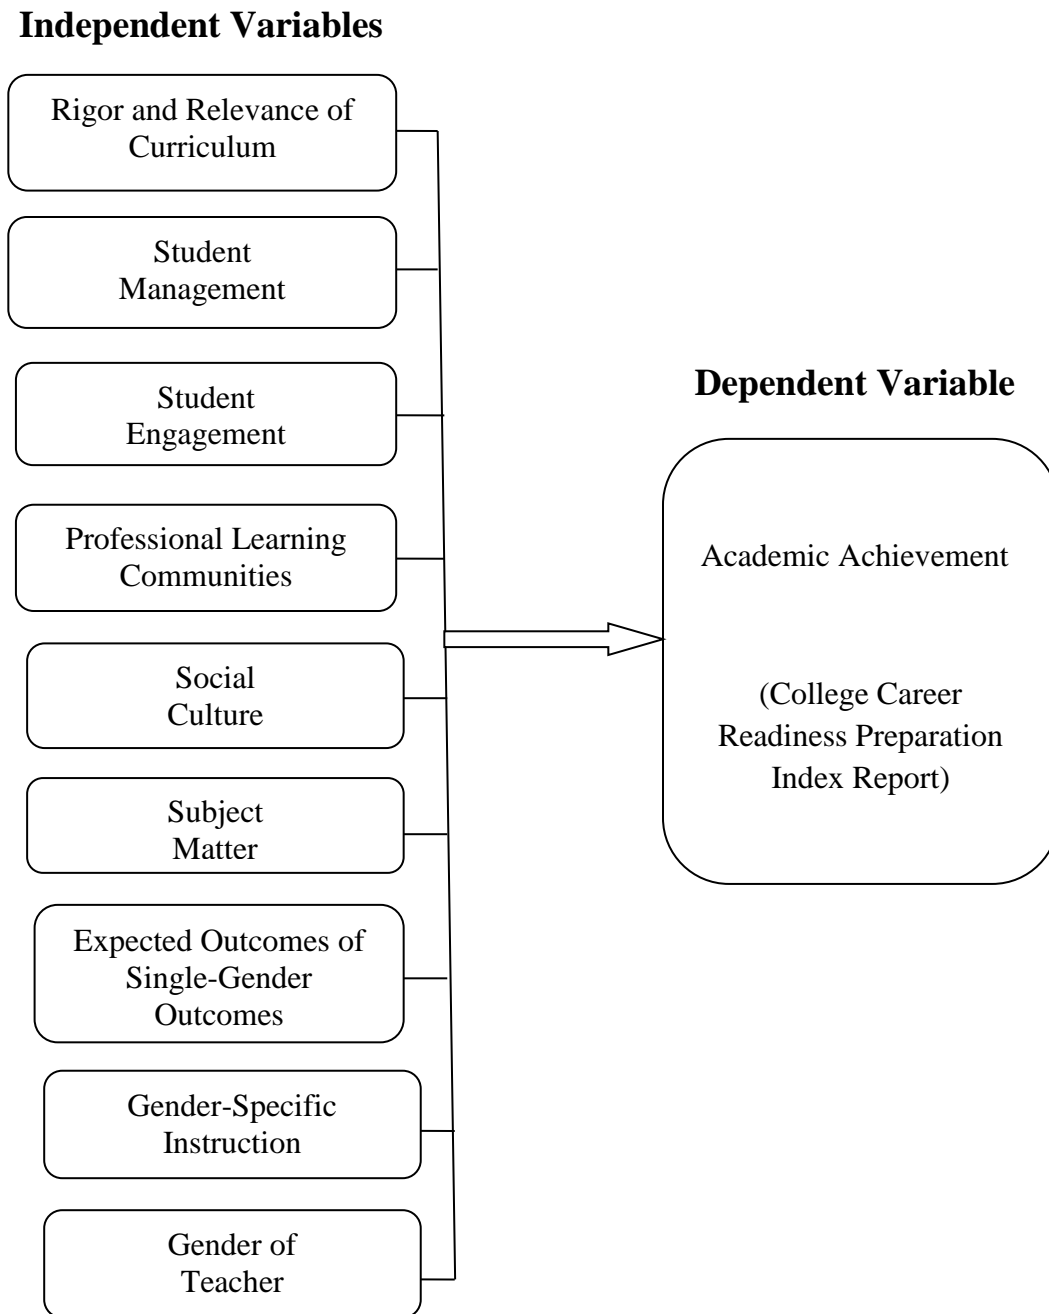 Independent Variables
Rigor and Relevance of
Curriculum
Student
Management
Student
Engagement
Professional Learning
Communities
Social
Culture
Subject
Matter
Expected Outcomes of
Single-Gender
Outcomes
Gender-Specific
Instruction
Gender of
Teacher
Dependent Variable
Academic Achievement
(College Career
Readiness Preparation
Index Report)